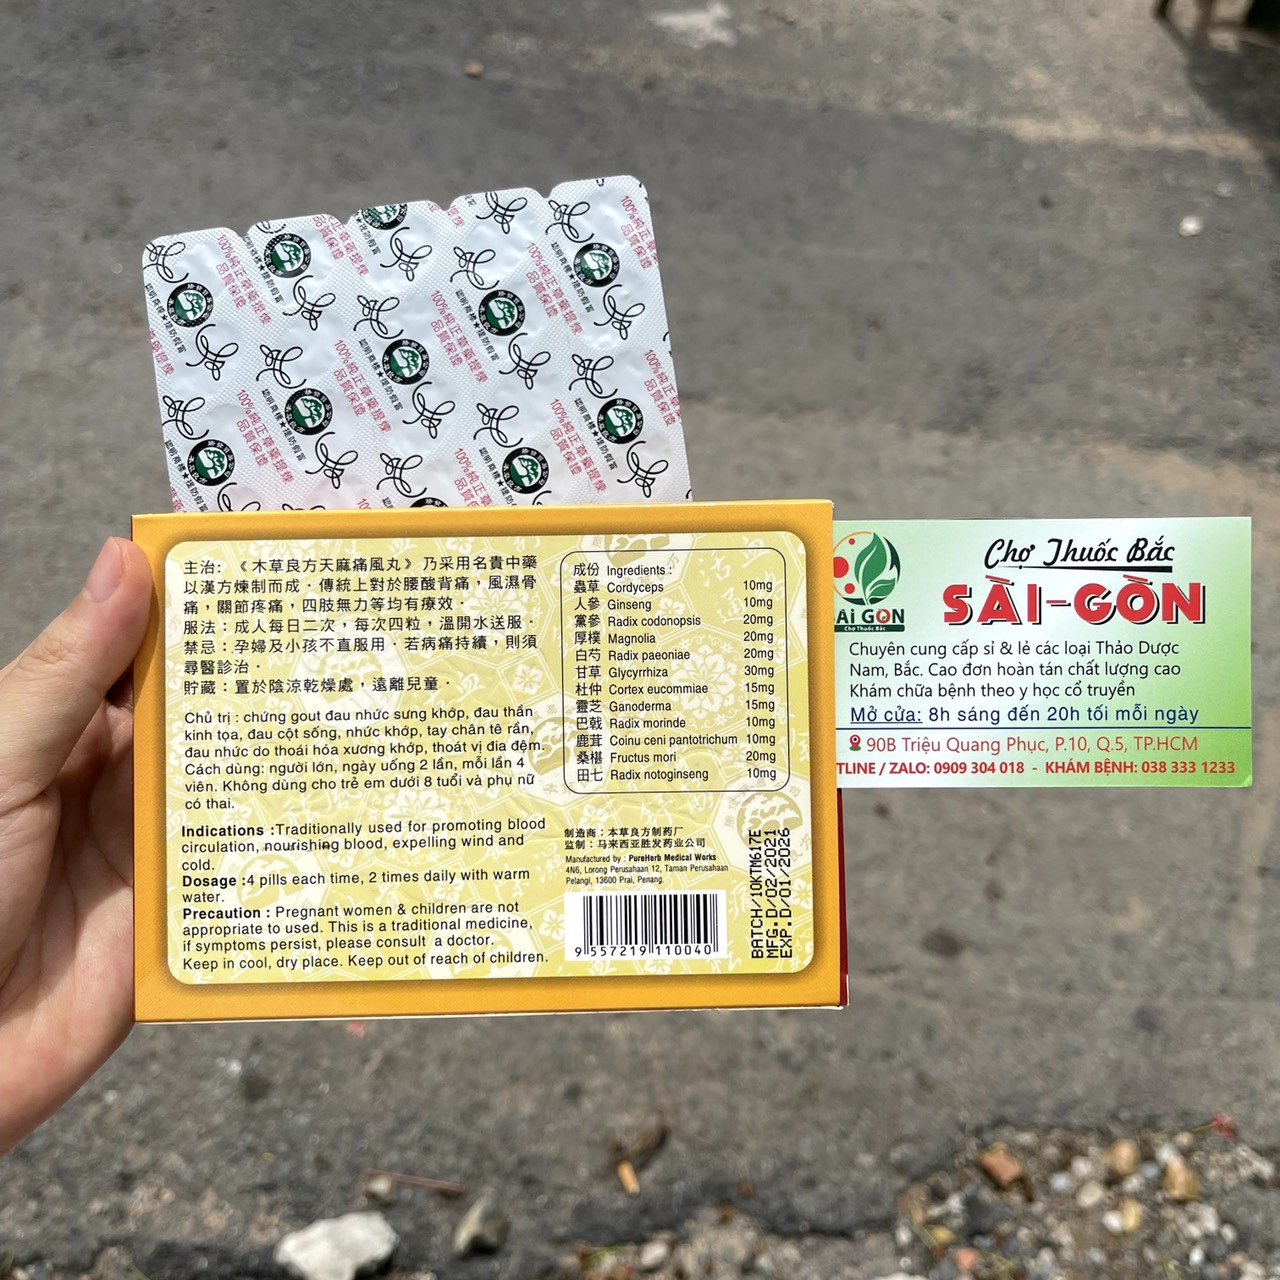 100%純正草藥提煉
品質保證
認明商標★提防假冒
主治: 《木草良方天麻痛風丸》乃采用名貴中藥
以漢方煉制而成．傳統上對於腰酸背痛，風濕骨
痛，關節疼痛，四肢無力等均有療效．
服法：成人每日二次，每次四粒，溫開水送服．
禁忌：孕婦及小孩不直服用．若病痛持續，則須
尋醫診治．
貯藏：置於陰涼乾燥處，遠離兒童．
Chủ trị : chứng gout đau nhức sưng khớp, đau thần
kinh tọa, đau cột sống, nhức khớp, tay chân tê rần,
đau nhức do thoái hóa xương khớp, thoát vị đĩa đệm.
Cách dùng: người lớn, ngày uống 2 lần, mỗi lần 4
viên. Không dùng cho trẻ em dưới 8 tuổi và phụ nữ
có thai.
Indications :Traditionally used for promoting blood
circulation, nourishing blood, expelling wind and
cold.
Dosage :4 pills each time, 2 times daily with warm
water.
Precaution : Pregnant women & children are not
appropriate to used. This is a traditional medicine,
if symptoms persist, please consult a doctor.
Keep in cool, dry place. Keep out of reach of children.
成份 Ingredients :
蟲草 Cordyceps 10mg
人參 Ginseng 10mg
黨參 Radix codonopsis 20mg
厚樸 Magnolia 20mg
白芍 Radix paeoniae 20mg
甘草 Glycyrrhiza 30mg
杜仲 Cortex eucommiae 15mg
靈芝 Ganoderma 15mg
巴戟 Radix morinde 10mg
鹿茸 Coinu ceni pantotrichum 10mg
桑椹 Fructus mori 20mg
田七 Radix notoginseng 10mg
制造商：本草良方制药厂
监制：马来西亚胜发药业公司
Manufactured by : PureHerb Medical Works
4N6, Lorong Perusahaan 12, Taman Perusahaan
Pelangi, 13600 Prai, Penang.
9 557219 110040
BATCH/10KTM617E
MFG.D/02/2021
EXP.D/01/2026
SÀI GÒN
Chợ Thuốc Bắc
Chợ Thuốc Bắc
SÀI-GÒN
Chuyên cung cấp sỉ & lẻ các loại Thảo Dược
Nam, Bắc. Cao đơn hoàn tán chất lượng cao
Khám chữa bệnh theo y học cổ truyền
Mở cửa: 8h sáng đến 20h tối mỗi ngày
90B Triệu Quang Phục, P.10, Q.5, TP.HCM
TLINE / ZALO: 0909 304 018 - KHÁM BỆNH: 038 333 1233